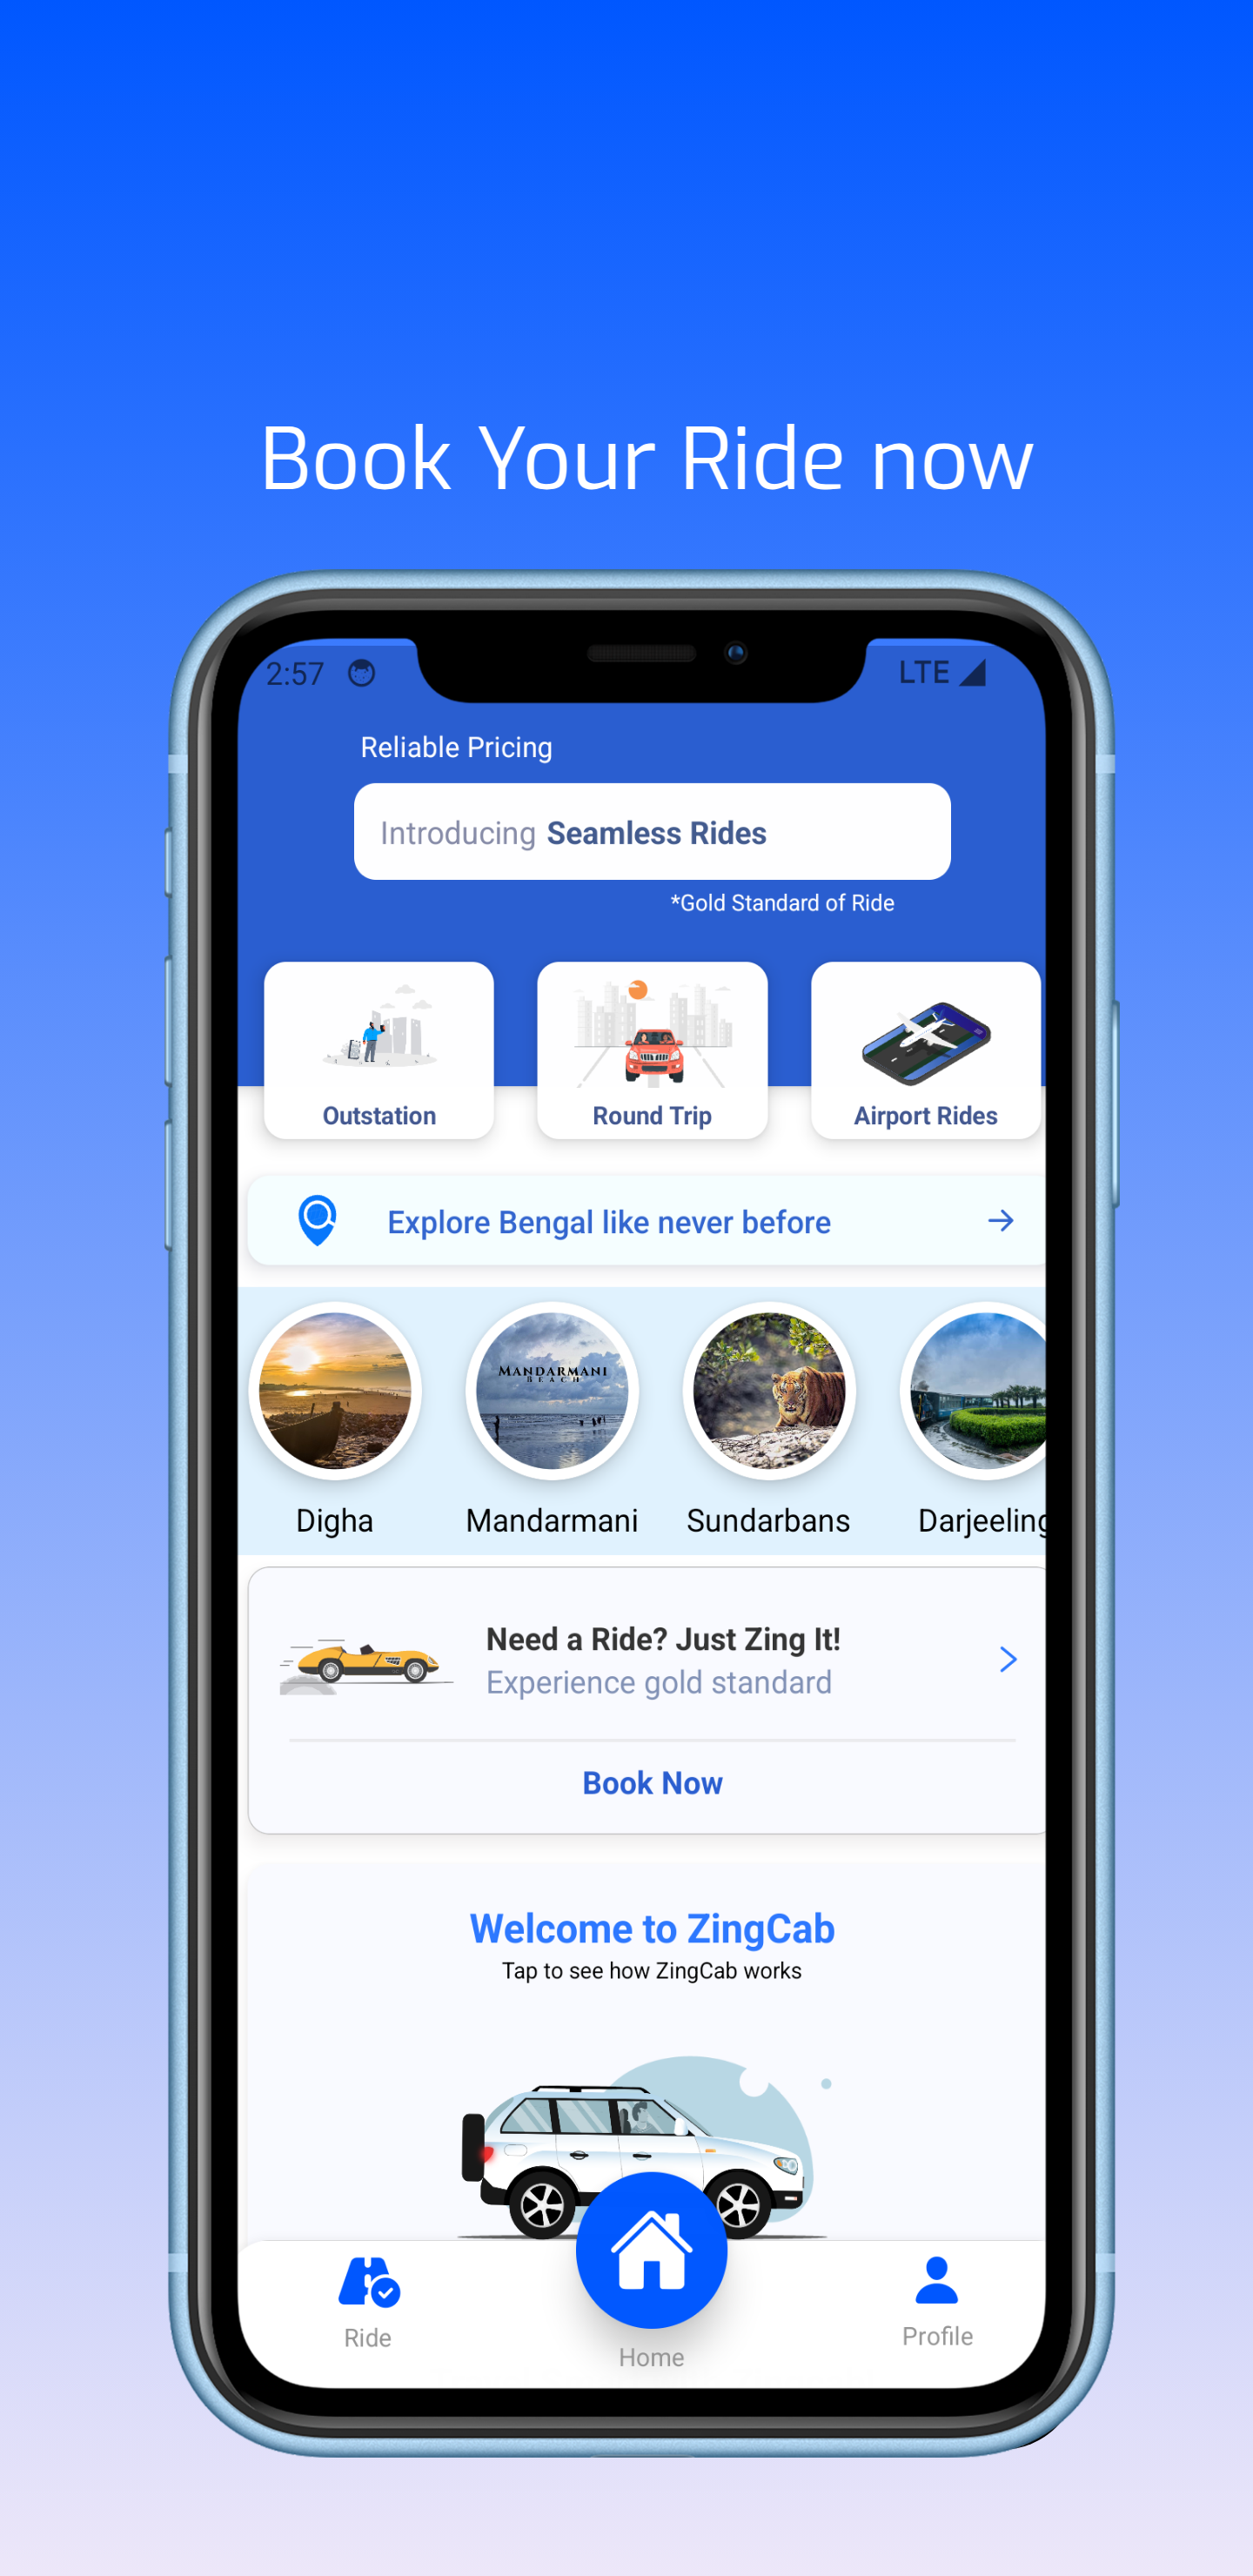 Book Your Ride now
2:57
LTE
Reliable Pricing
Introducing Seamless Rides
*Gold Standard of Ride
Outstation
Round Trip
Airport Rides
Explore Bengal like never before
MANDARMANI
BEACH
Digha
Mandarmani
Sundarbans
Darjeeling
Need a Ride? Just Zing It!
Experience gold standard
Book Now
Welcome to ZingCab
Tap to see how ZingCab works
Ride
Home
Profile